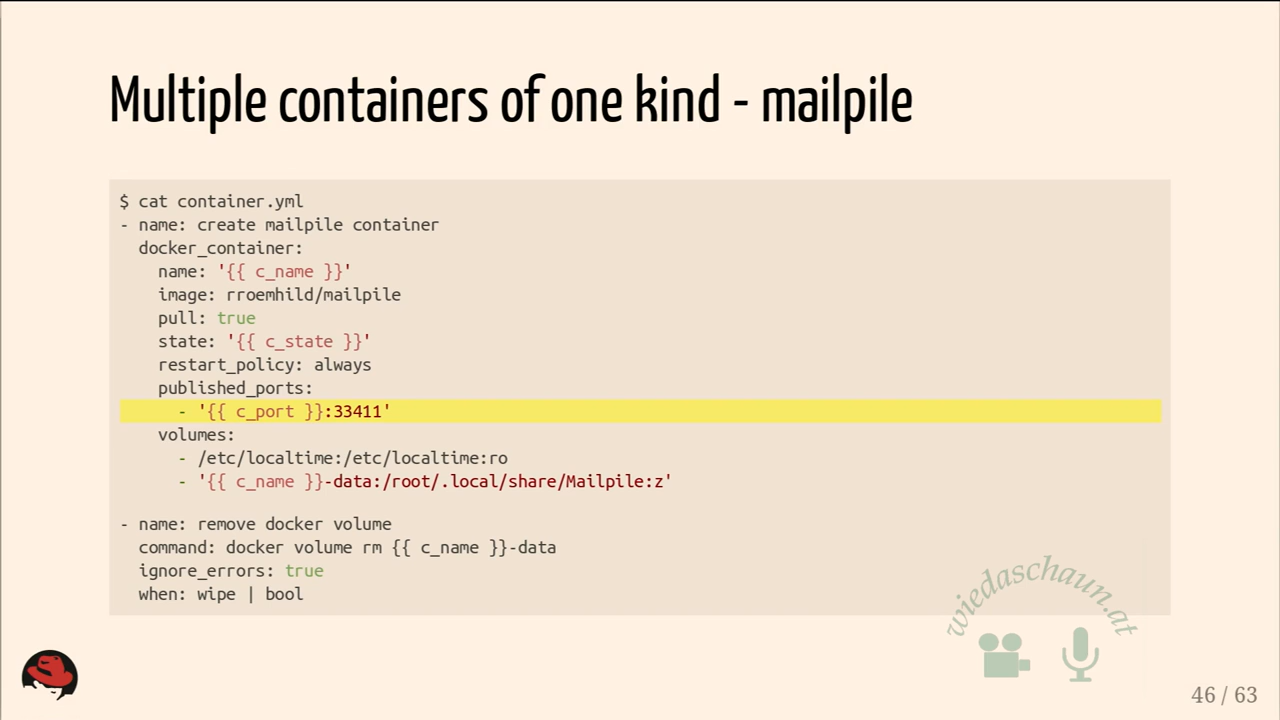 Multiple containers of one kind - mailpile
$ cat container.yml
- name: create mailpile container
  docker_container:
    name: '{{ c_name }}'
    image: rroemhild/mailpile
    pull: true
    state: '{{ c_state }}'
    restart_policy: always
    published_ports:
      - '{{ c_port }}:33411'
    volumes:
      - /etc/localtime:/etc/localtime:ro
      - '{{ c_name }}-data:/root/.local/share/Mailpile:z'
- name: remove docker volume
  command: docker volume rm {{ c_name }}-data
  ignore_errors: true
  when: wipe | bool
wiedaschaun.at
46 / 63